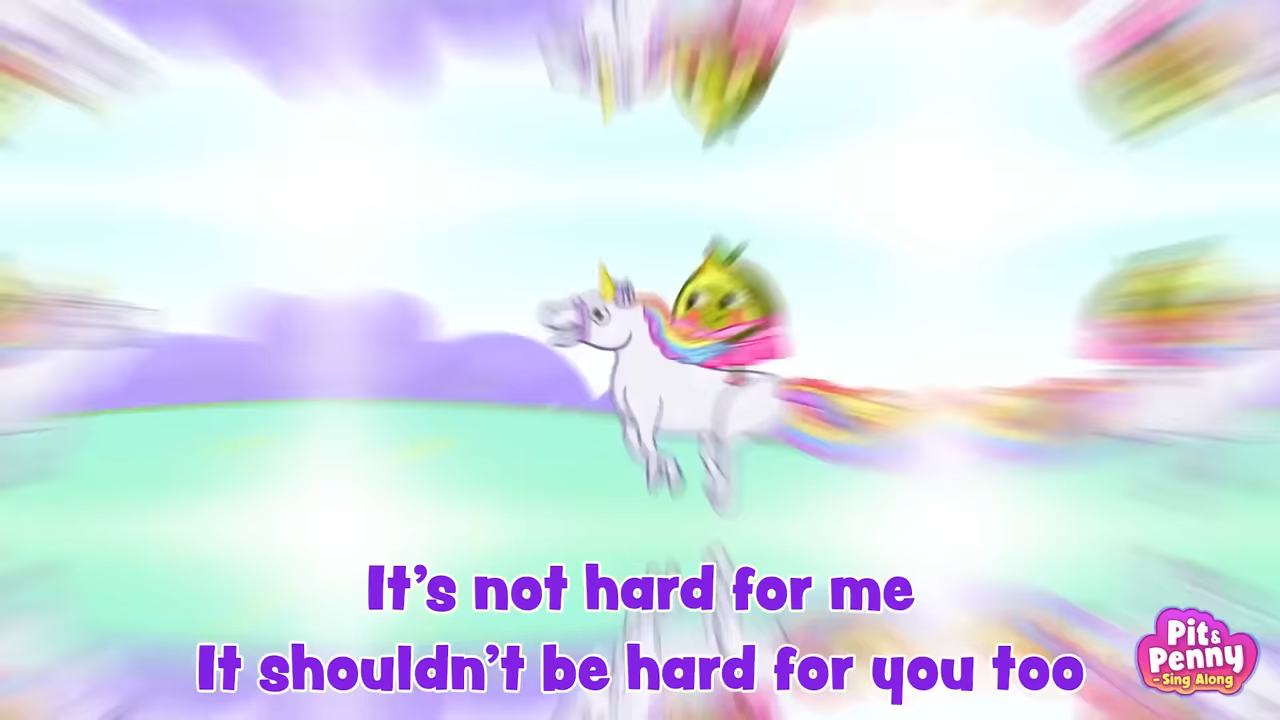 It's not hard for me
It shouldn't be hard for you too
Pit &
Penny
- Sing Along